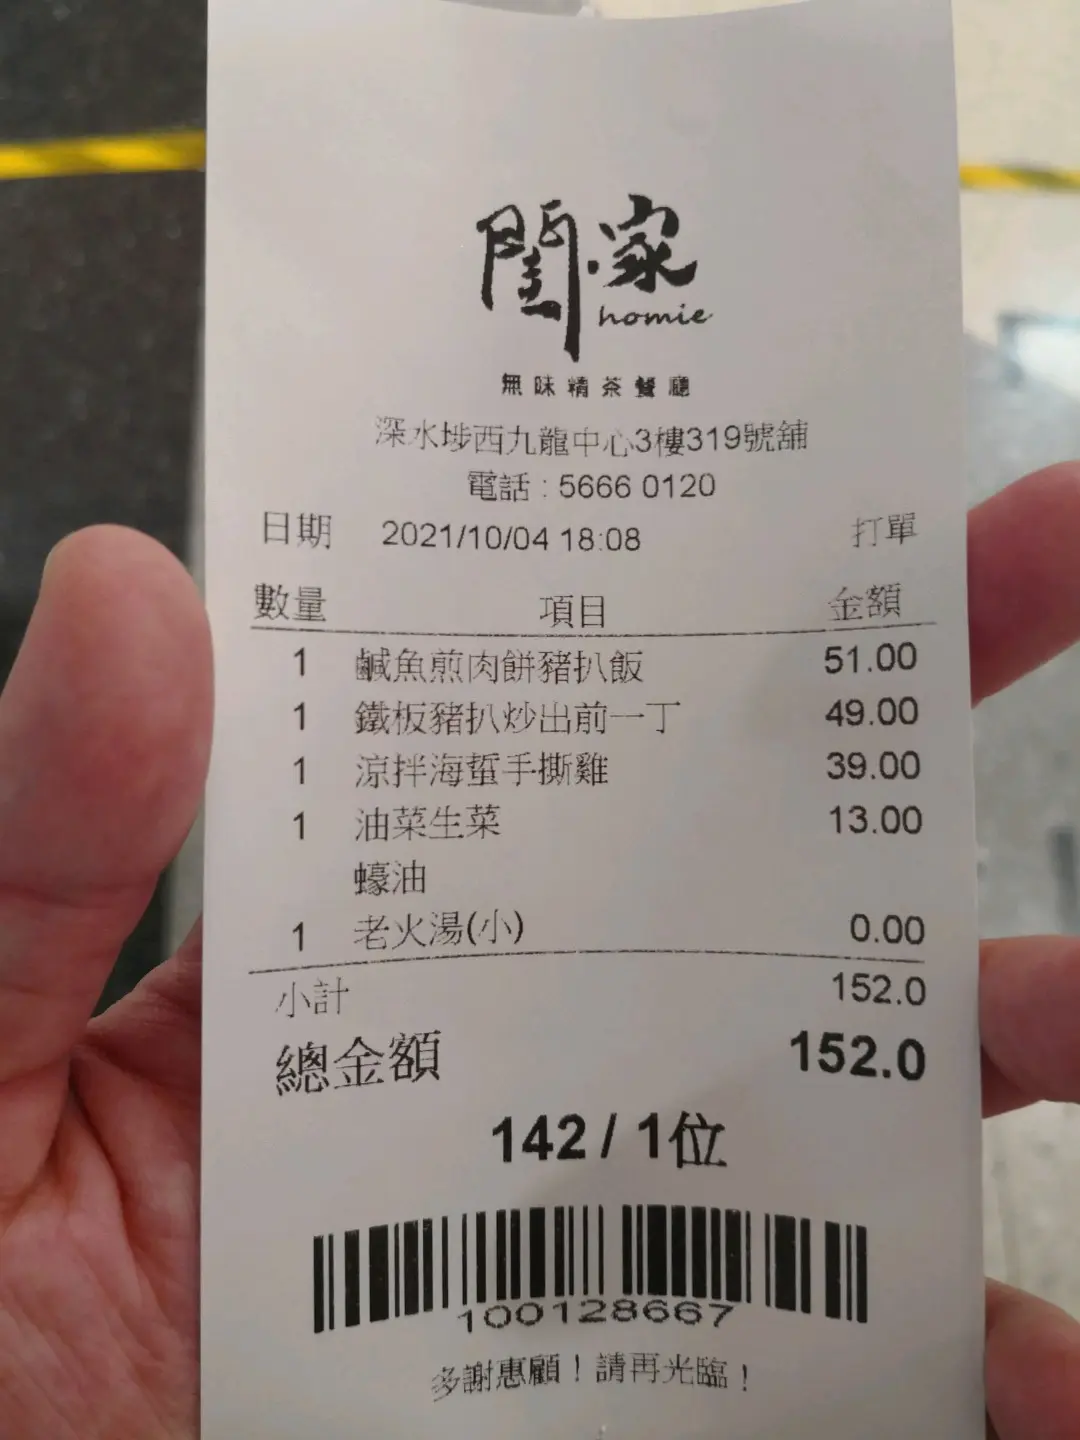 閨·家
homie
無味精茶餐廳
深水埗西九龍中心3樓319號舖
電話 : 5666 0120
日期 2021/10/04 18:08 打單
數量 項目 金額
1 鹹魚煎肉餅豬扒飯 51.00
1 鐵板豬扒炒出前一丁 49.00
1 涼拌海蜇手撕雞 39.00
1 油菜生菜 13.00
蠔油
1 老火湯(小) 0.00
小計 152.0
總金額 152.0
142 / 1位
100128667
多謝惠顧！請再光臨！